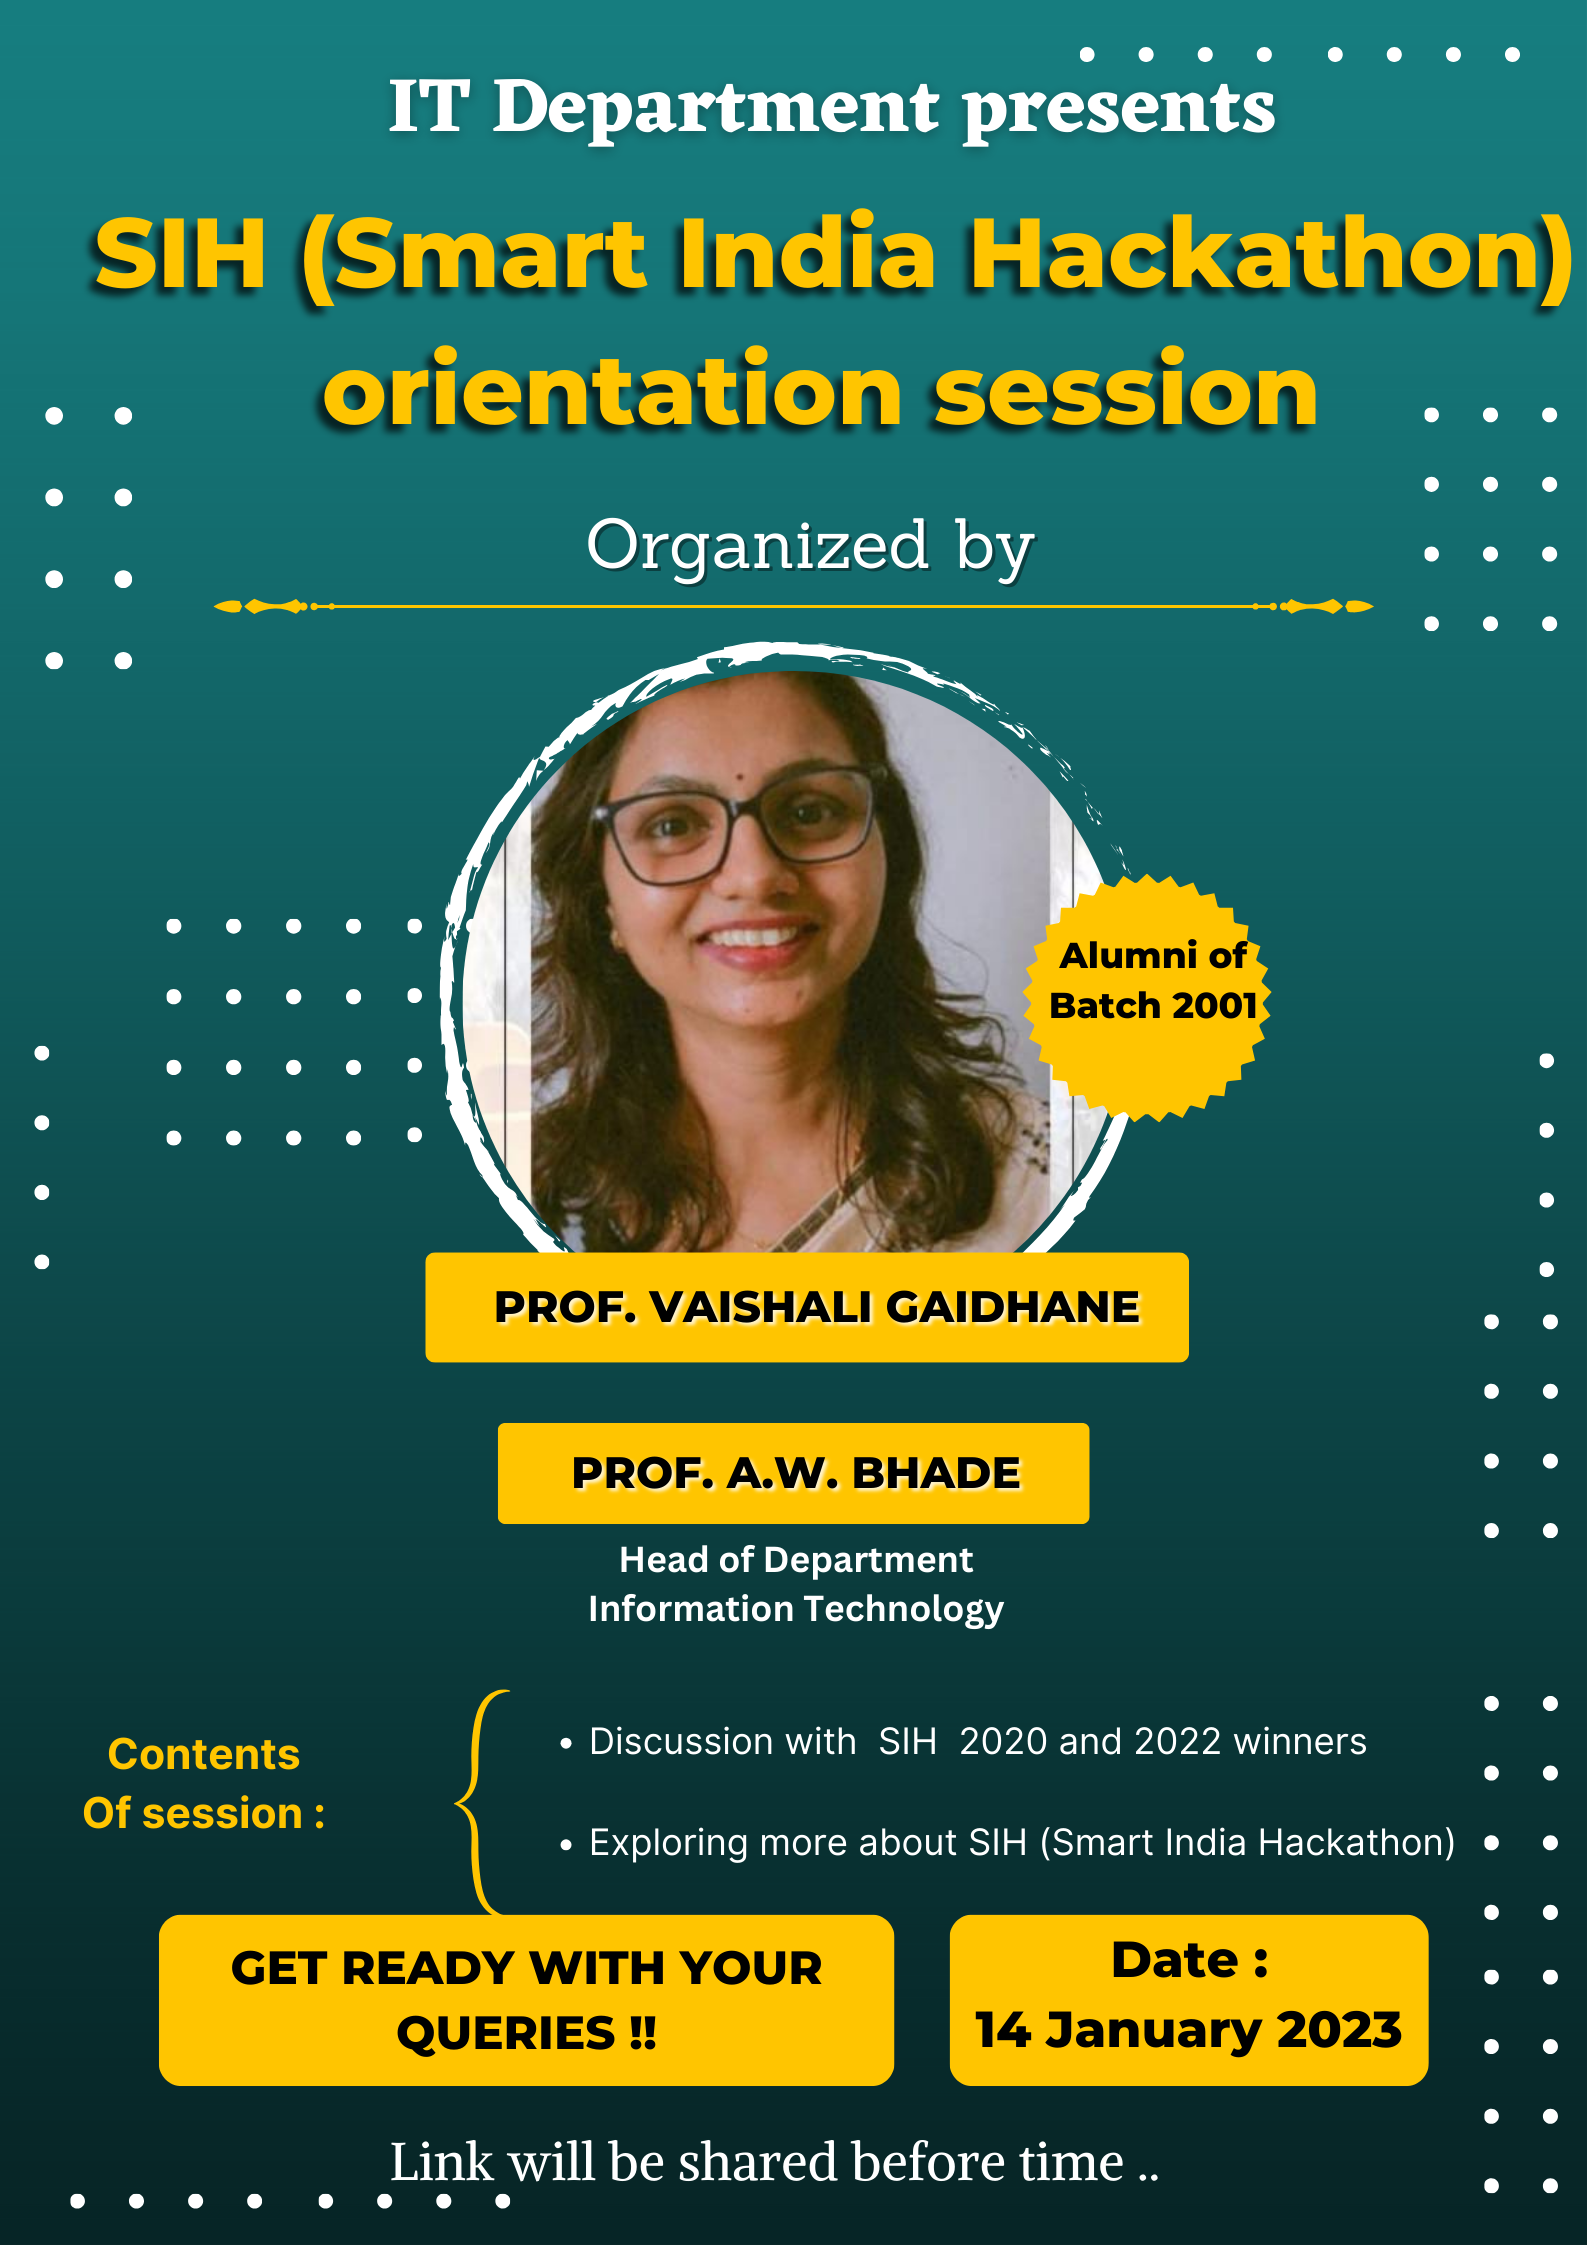 IT Department presents
SIH (Smart India Hackathon)
orientation session
Organized by
Alumni of
Batch 2001
PROF. VAISHALI GAIDHANE
PROF. A.W. BHADE
Head of Department
Information Technology
Contents
Of session :
• Discussion with  SIH  2020 and 2022 winners
• Exploring more about SIH (Smart India Hackathon)
GET READY WITH YOUR
QUERIES !!
Date :
14 January 2023
Link will be shared before time ..